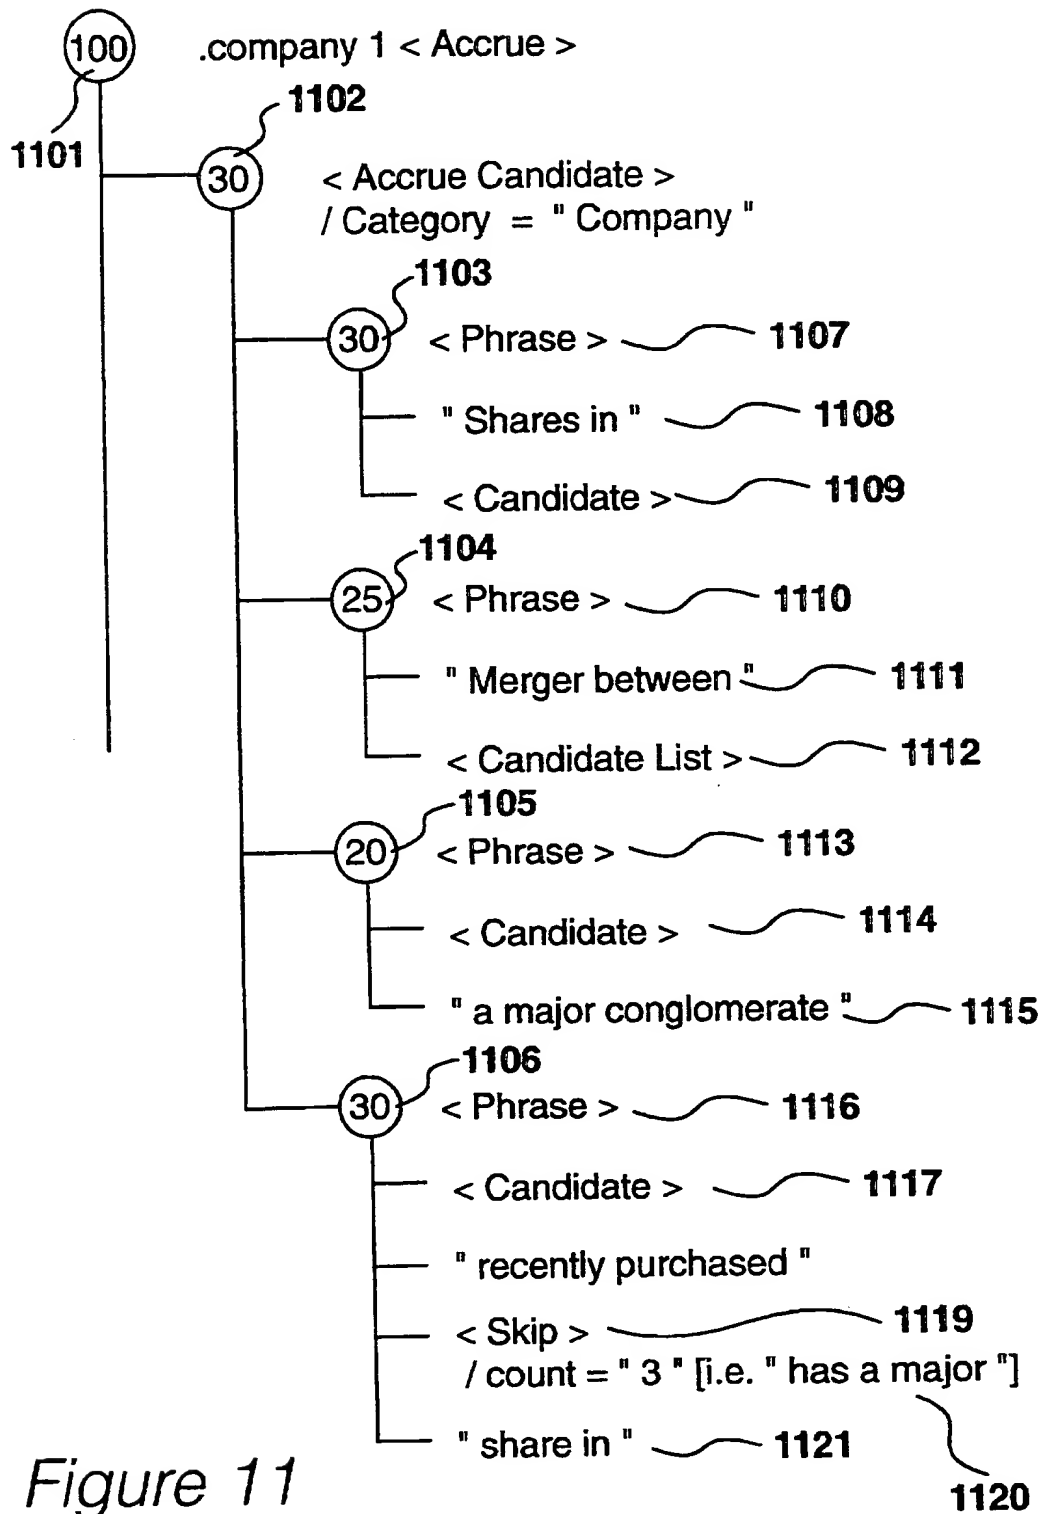 100 .company 1 < Accrue >
1102
1101
30 < Accrue Candidate >
/ Category = " Company "
1103
30 < Phrase > 1107
" Shares in " 1108
< Candidate > 1109
1104
25 < Phrase > 1110
" Merger between " 1111
< Candidate List > 1112
1105
20 < Phrase > 1113
< Candidate > 1114
" a major conglomerate " 1115
1106
30 < Phrase > 1116
< Candidate > 1117
" recently purchased "
< Skip > 1119
/ count = " 3 " [i.e. " has a major "]
" share in " 1121
1120
Figure 11